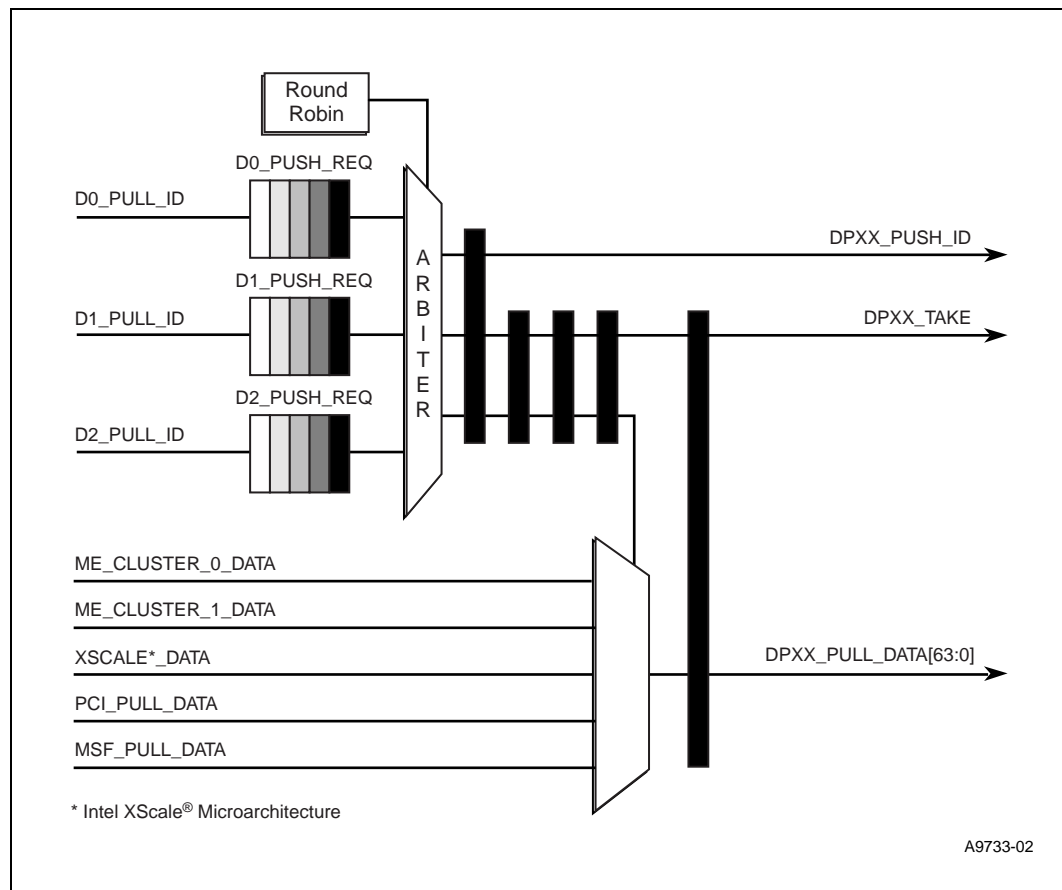 Round
Robin
D0_PUSH_REQ
D0_PULL_ID
DPXX_PUSH_ID
D1_PUSH_REQ
D1_PULL_ID
DPXX_TAKE
D2_PUSH_REQ
D2_PULL_ID
A
R
B
I
T
E
R
ME_CLUSTER_0_DATA
ME_CLUSTER_1_DATA
XSCALE*_DATA
DPXX_PULL_DATA[63:0]
PCI_PULL_DATA
MSF_PULL_DATA
* Intel XScale® Microarchitecture
A9733-02